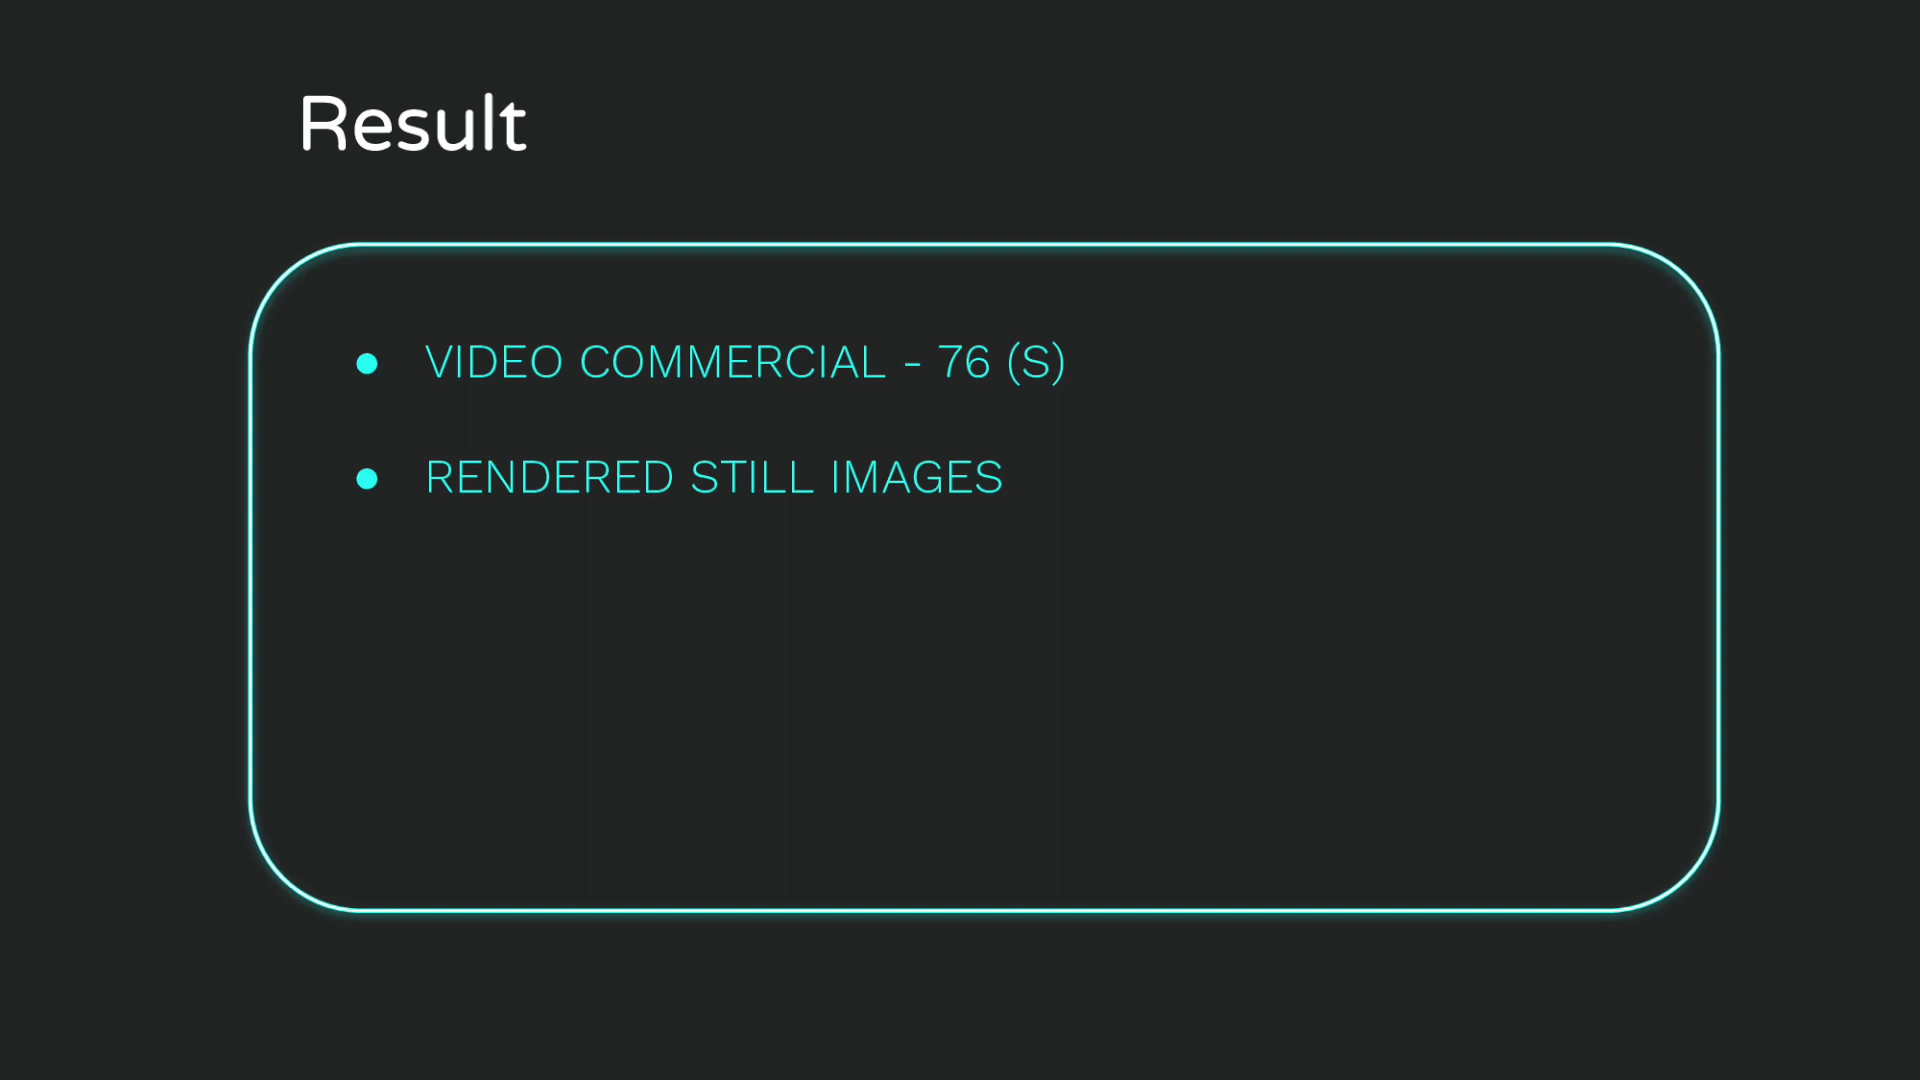 Result
● VIDEO COMMERCIAL - 76 (S)
● RENDERED STILL IMAGES